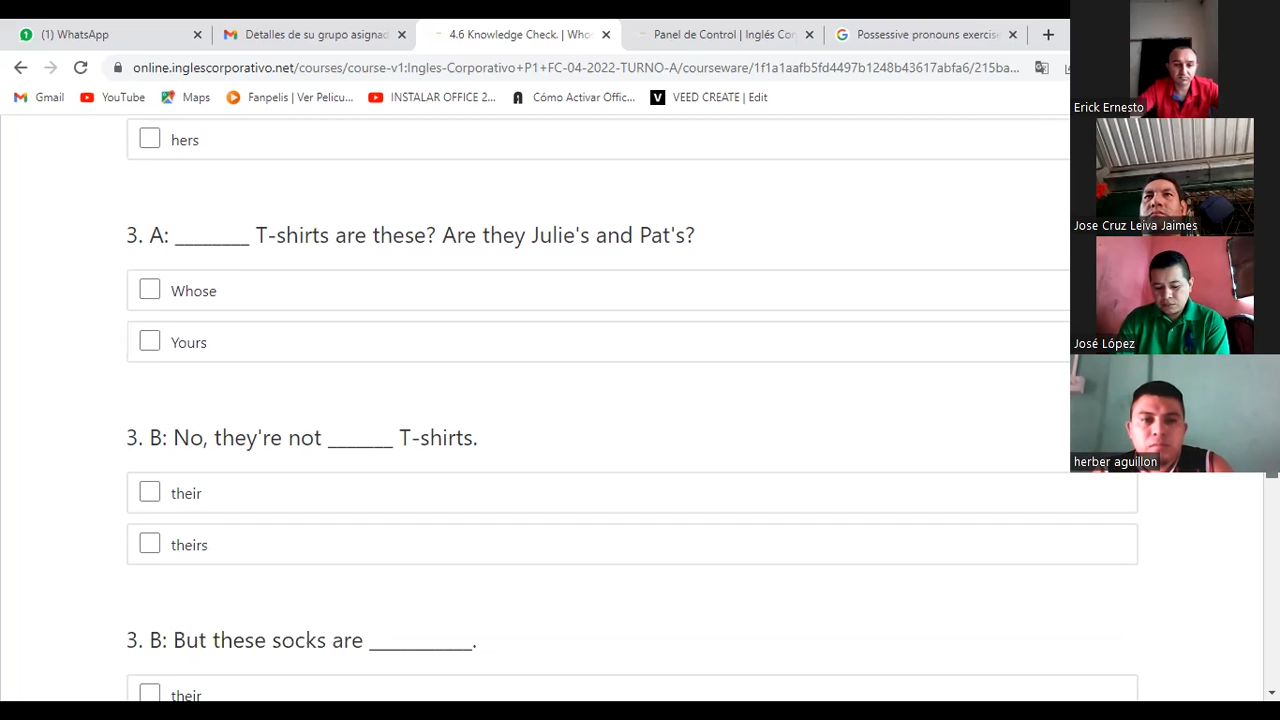 (1) WhatsApp
Detalles de su grupo asignad
4.6 Knowledge Check. | Whos
Panel de Control | Inglés Cor
Possessive pronouns exercise
online.inglescorporativo.net/courses/course-v1:Ingles-Corporativo+P1+FC-04-2022-TURNO-A/courseware/1f1a1aafb5fd4497b1248b43617abfa6/215ba...
Gmail
YouTube
Maps
Fanpelis | Ver Pelicu...
INSTALAR OFFICE 2...
Cómo Activar Offic...
VEED CREATE | Edit
Erick Ernesto
hers
Jose Cruz Leiva Jaimes
3. A: ________ T-shirts are these? Are they Julie's and Pat's?
Whose
Yours
José López
3. B: No, they're not _______ T-shirts.
herber aguillon
their
theirs
3. B: But these socks are ___________.
their